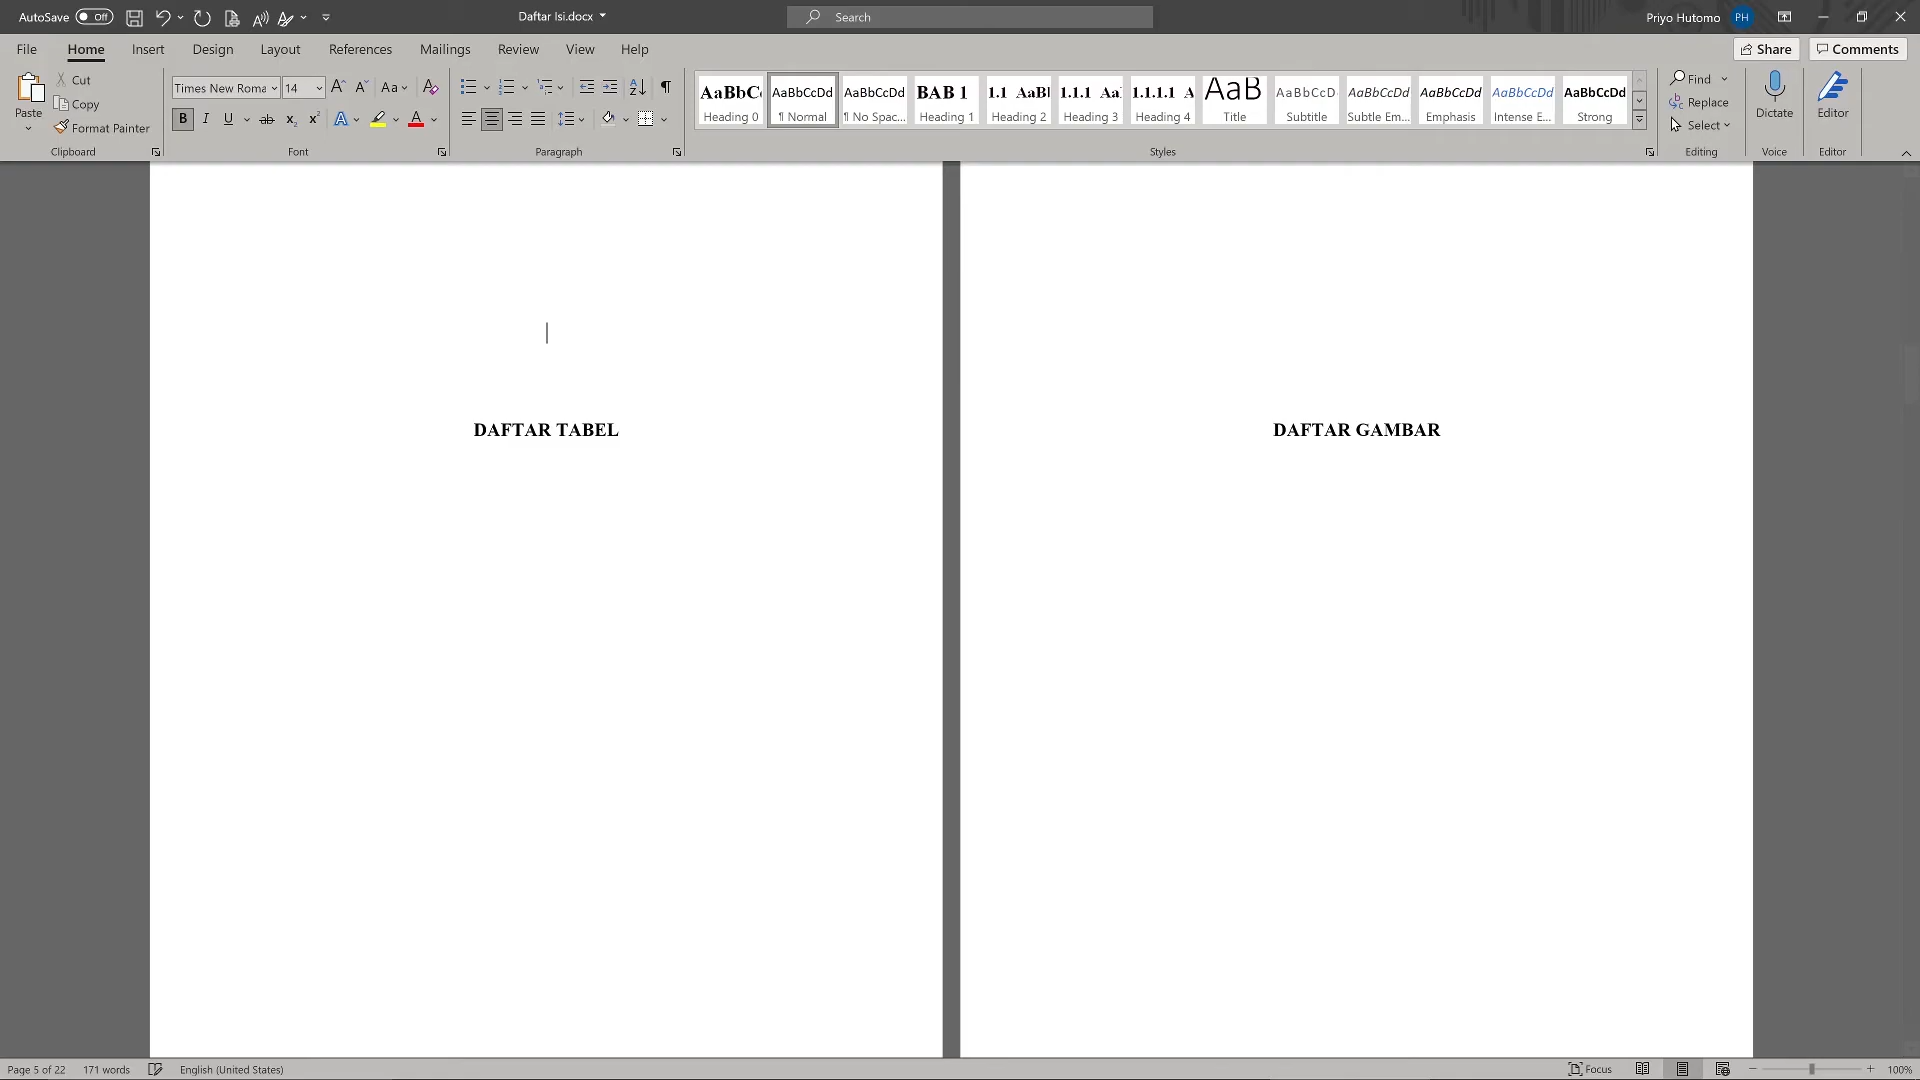 AutoSave Off Daftar Isi.docx Search Priyo Hutomo PH
File Home Insert Design Layout References Mailings Review View Help Share Comments
Paste Cut Copy Format Painter
Times New Roma 14 Aa
B I U ab x₂ x² A A
AaBbC Heading 0
AaBbCcDd ¶ Normal
AaBbCcDd ¶ No Spac...
BAB 1 Heading 1
1.1 AaBl Heading 2
1.1.1 Aa Heading 3
1.1.1.1 A Heading 4
AaB Title
AaBbCcD Subtitle
AaBbCcDd Subtle Em...
AaBbCcDd Emphasis
AaBbCcDd Intense E...
AaBbCcDd Strong
Find
Replace
Select
Dictate
Editor
Clipboard Font Paragraph Styles Editing Voice Editor
DAFTAR TABEL
DAFTAR GAMBAR
Page 5 of 22 171 words English (United States) Focus 100%